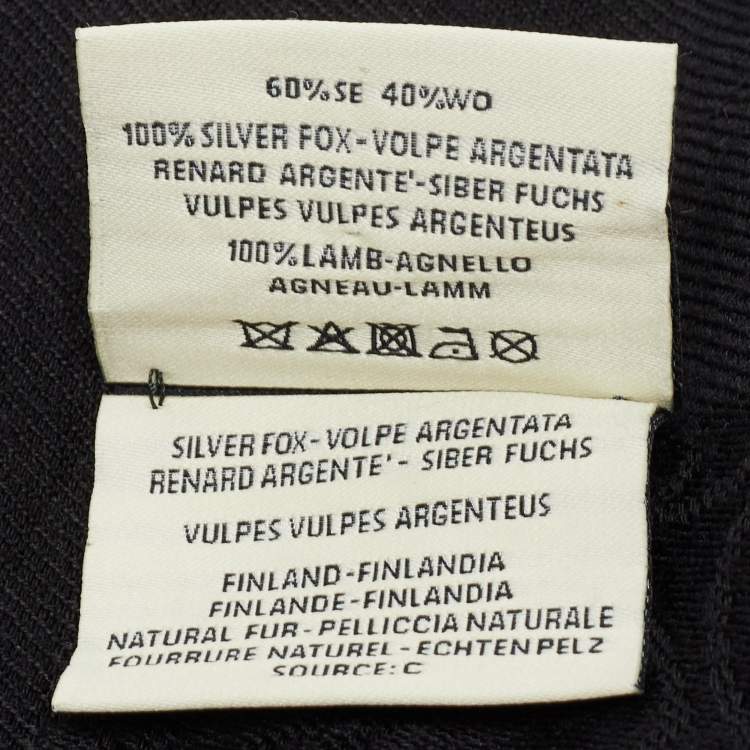 60%SE 40%WO
100% SILVER FOX-VOLPE ARGENTATA
RENARD ARGENTE'-SIBER FUCHS
VULPES VULPES ARGENTEUS
100%LAMB-AGNELLO
AGNEAU-LAMM
SILVER FOX-VOLPE ARGENTATA
RENARD ARGENTE'- SIBER FUCHS
VULPES VULPES ARGENTEUS
FINLAND-FINLANDIA
FINLANDE-FINLANDIA
NATURAL FUR-PELLICCIA NATURALE
FOURRURE NATUREL-ECHTEN PELZ
SOURCE: C